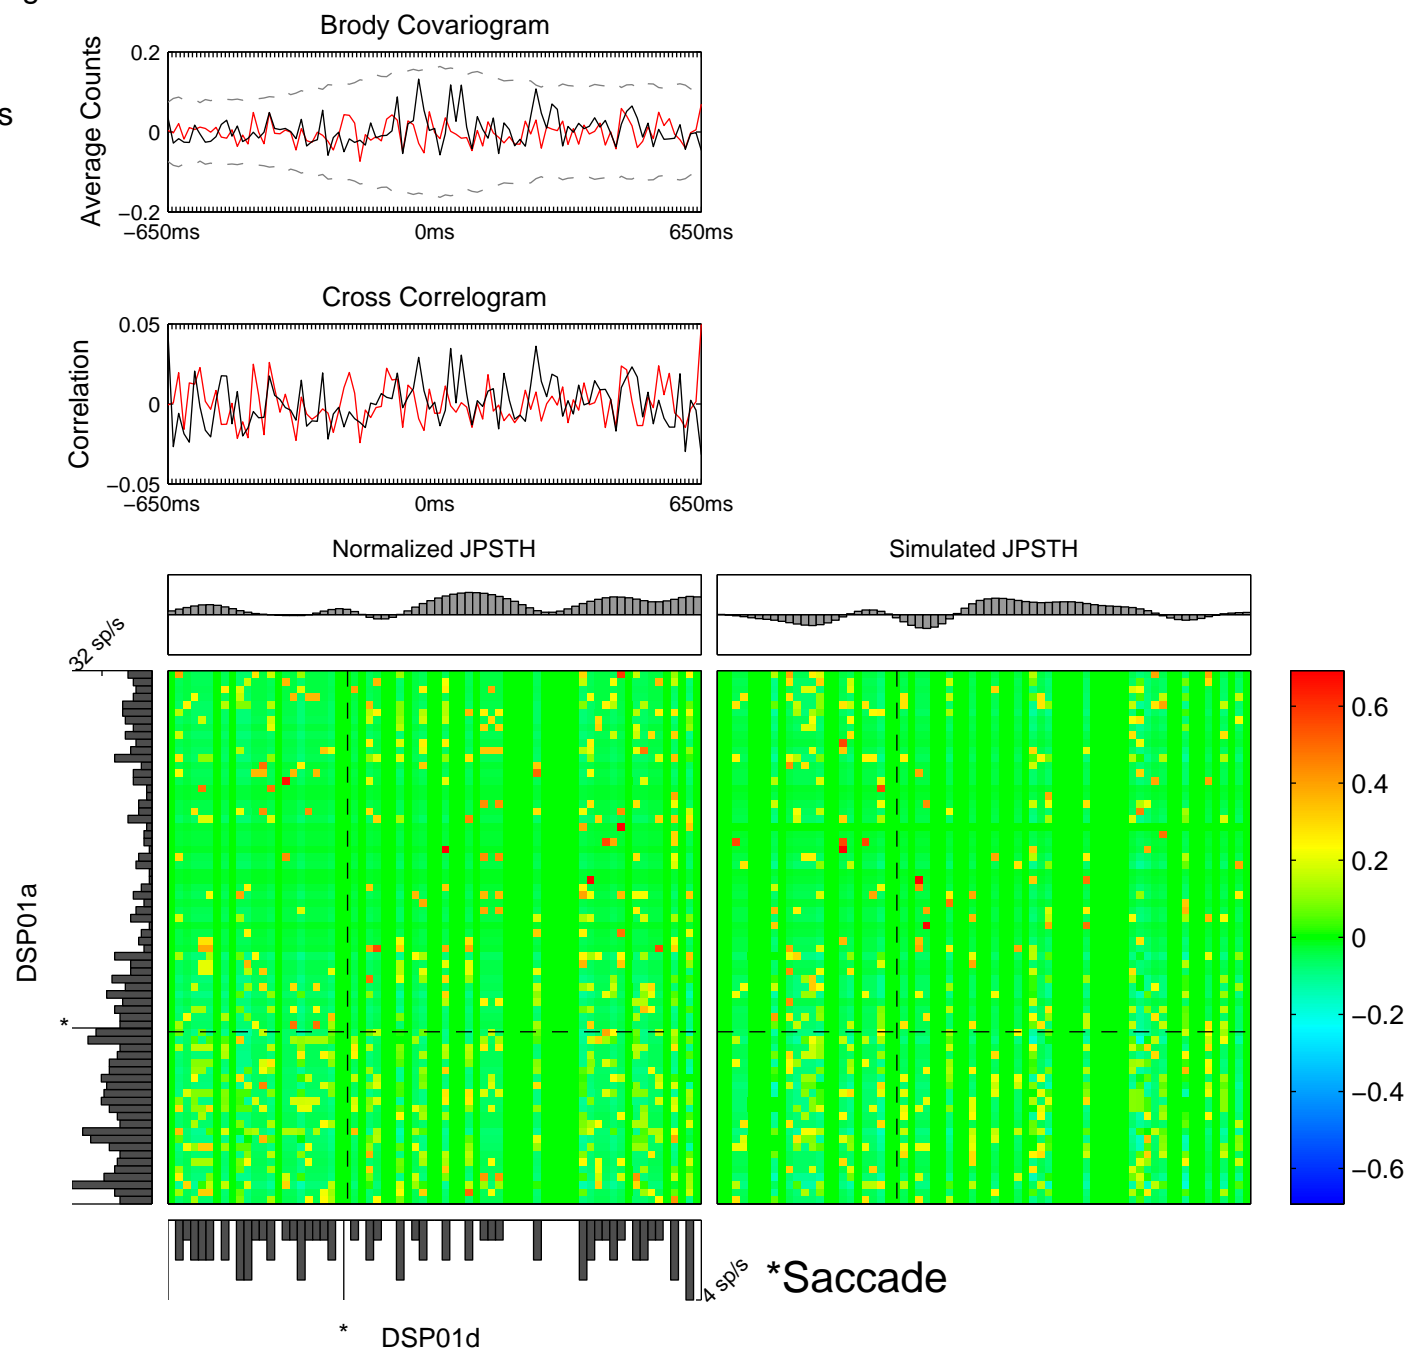 g
Brody Covariogram
s
Average Counts
0.2
0
−0.2
−650ms 0ms 650ms
Cross Correlogram
Correlation
0.05
0
−0.05
−650ms 0ms 650ms
Normalized JPSTH Simulated JPSTH
32 sp/s
DSP01a
*
0.6
0.4
0.2
0
−0.2
−0.4
−0.6
4 sp/s
*Saccade
* DSP01d